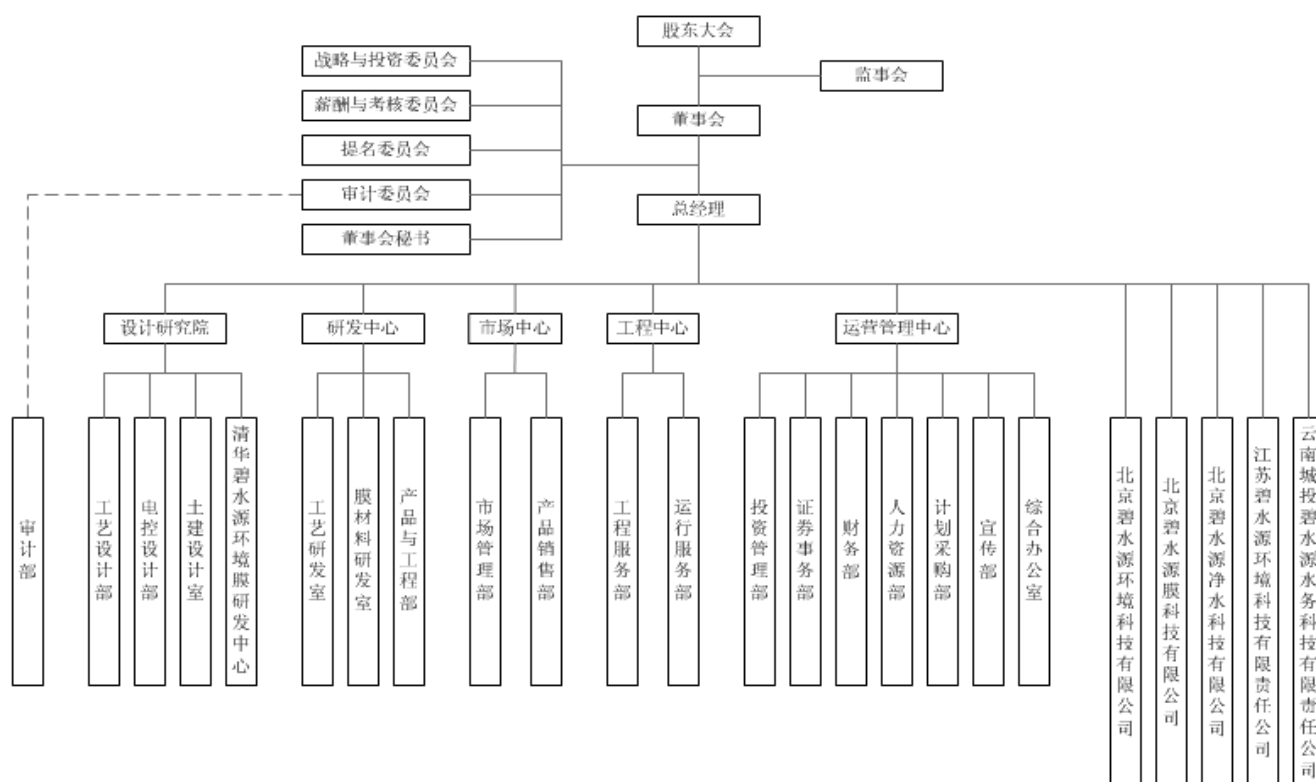 股东大会
战略与投资委员会
监事会
薪酬与考核委员会
董事会
提名委员会
审计委员会
总经理
董事会秘书
设计研究院
研发中心
市场中心
工程中心
运营管理中心
审计部
工艺设计部
电控设计部
土建设计室
清华碧水源环境膜研发中心
工艺研发室
膜材料研发室
产品与工程部
市场管理部
产品销售部
工程服务部
运行服务部
投资管理部
证券事务部
财务部
人力资源部
计划采购部
宣传部
综合办公室
北京碧水源环境科技有限公司
北京碧水源膜科技有限公司
北京碧水源净水科技有限公司
江苏碧水源环境科技有限责任公司
云南城投碧水源水务科技有限责任公司